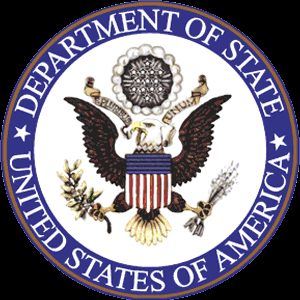 DEPARTMENT OF STATE
UNITED STATES OF AMERICA